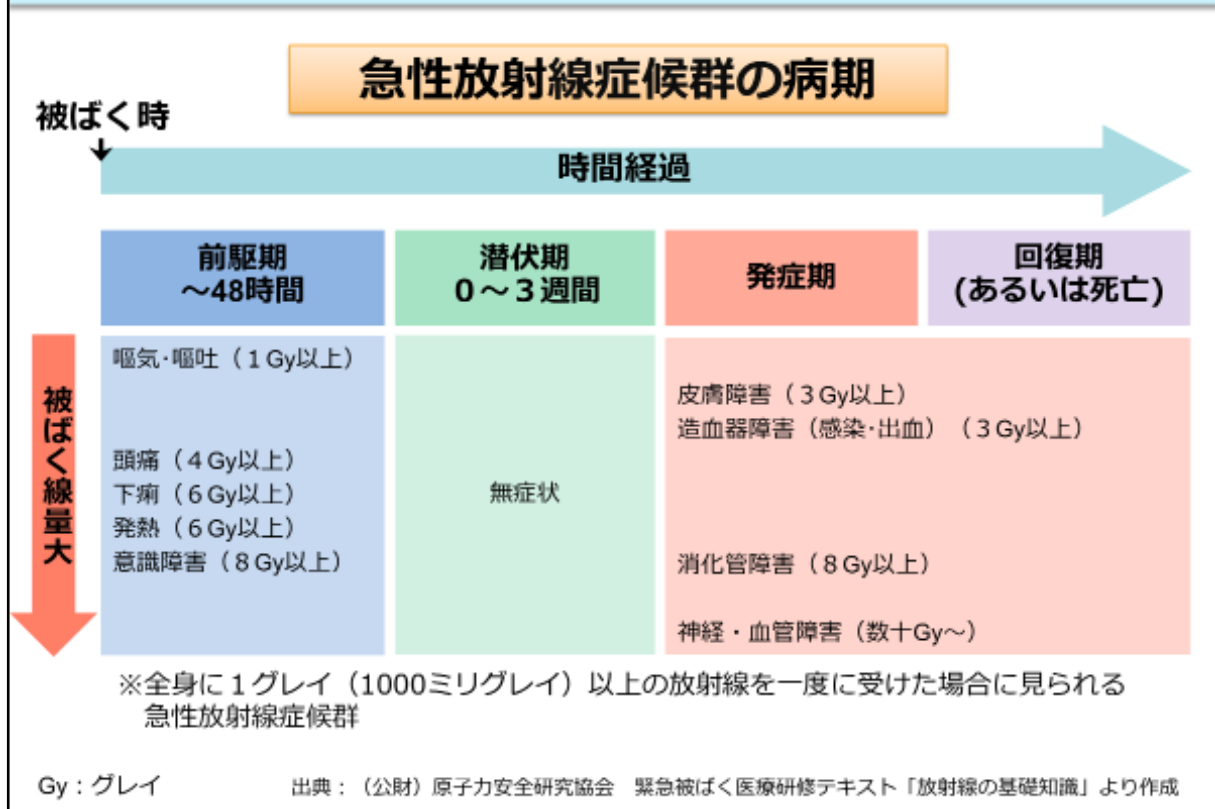 急性放射線症候群の病期
被ばく時
時間経過
前駆期
～48時間
潜伏期
０～３週間
発症期
回復期
(あるいは死亡)
被ばく線量大
嘔気･嘔吐（１Gy以上）
頭痛（４Gy以上）
下痢（６Gy以上）
発熱（６Gy以上）
意識障害（８Gy以上）
無症状
皮膚障害（３Gy以上）
造血器障害（感染･出血）（３Gy以上）
消化管障害（８Gy以上）
神経・血管障害（数十Gy～）
※全身に１グレイ（1000ミリグレイ）以上の放射線を一度に受けた場合に見られる
急性放射線症候群
Gy：グレイ
出典：（公財）原子力安全研究協会　緊急被ばく医療研修テキスト「放射線の基礎知識」より作成